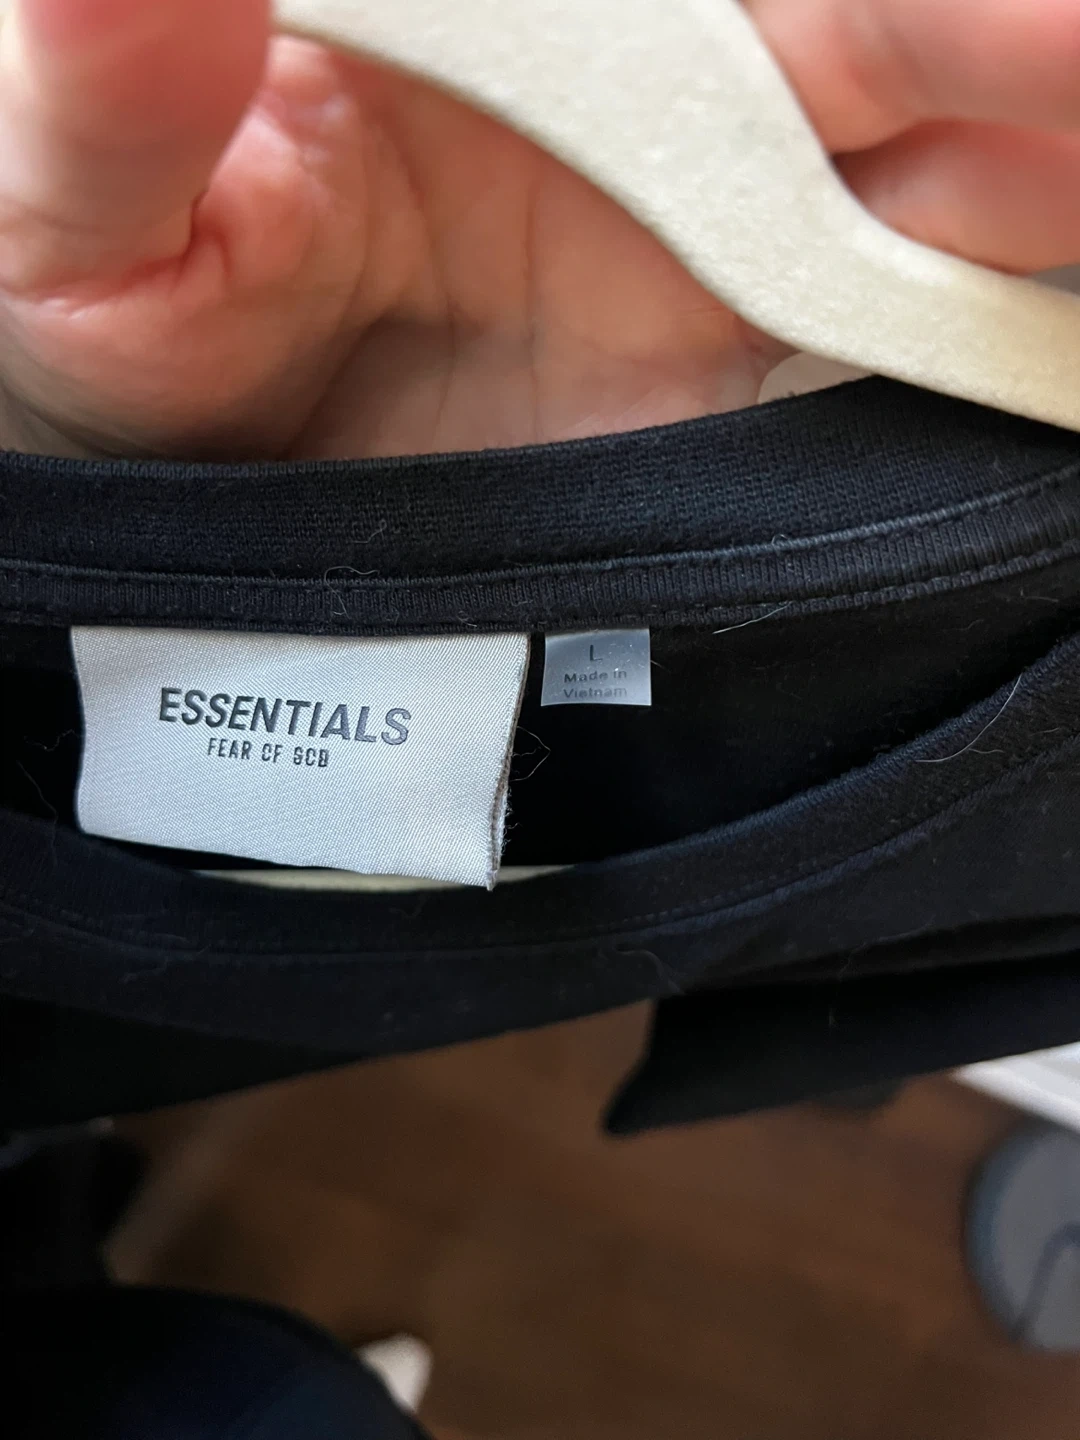 ESSENTIALS
FEAR OF GOD
L
Made in
Vietnam